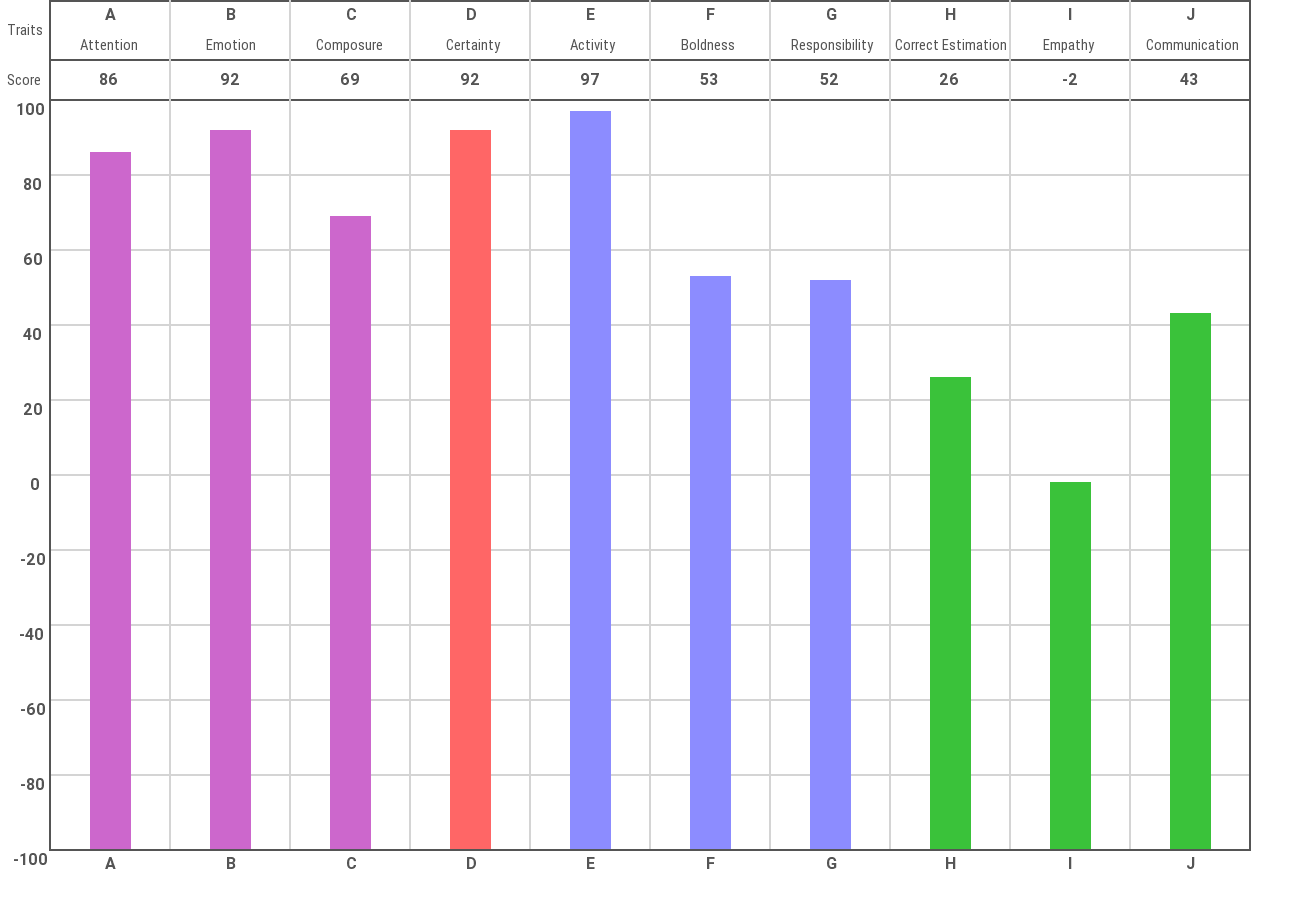 A B C D E F G H I J
Traits
Attention Emotion Composure Certainty Activity Boldness Responsibility Correct Estimation Empathy Communication
Score 86 92 69 92 97 53 52 26 -2 43
100
80
60
40
20
0
-20
-40
-60
-80
-100
A B C D E F G H I J